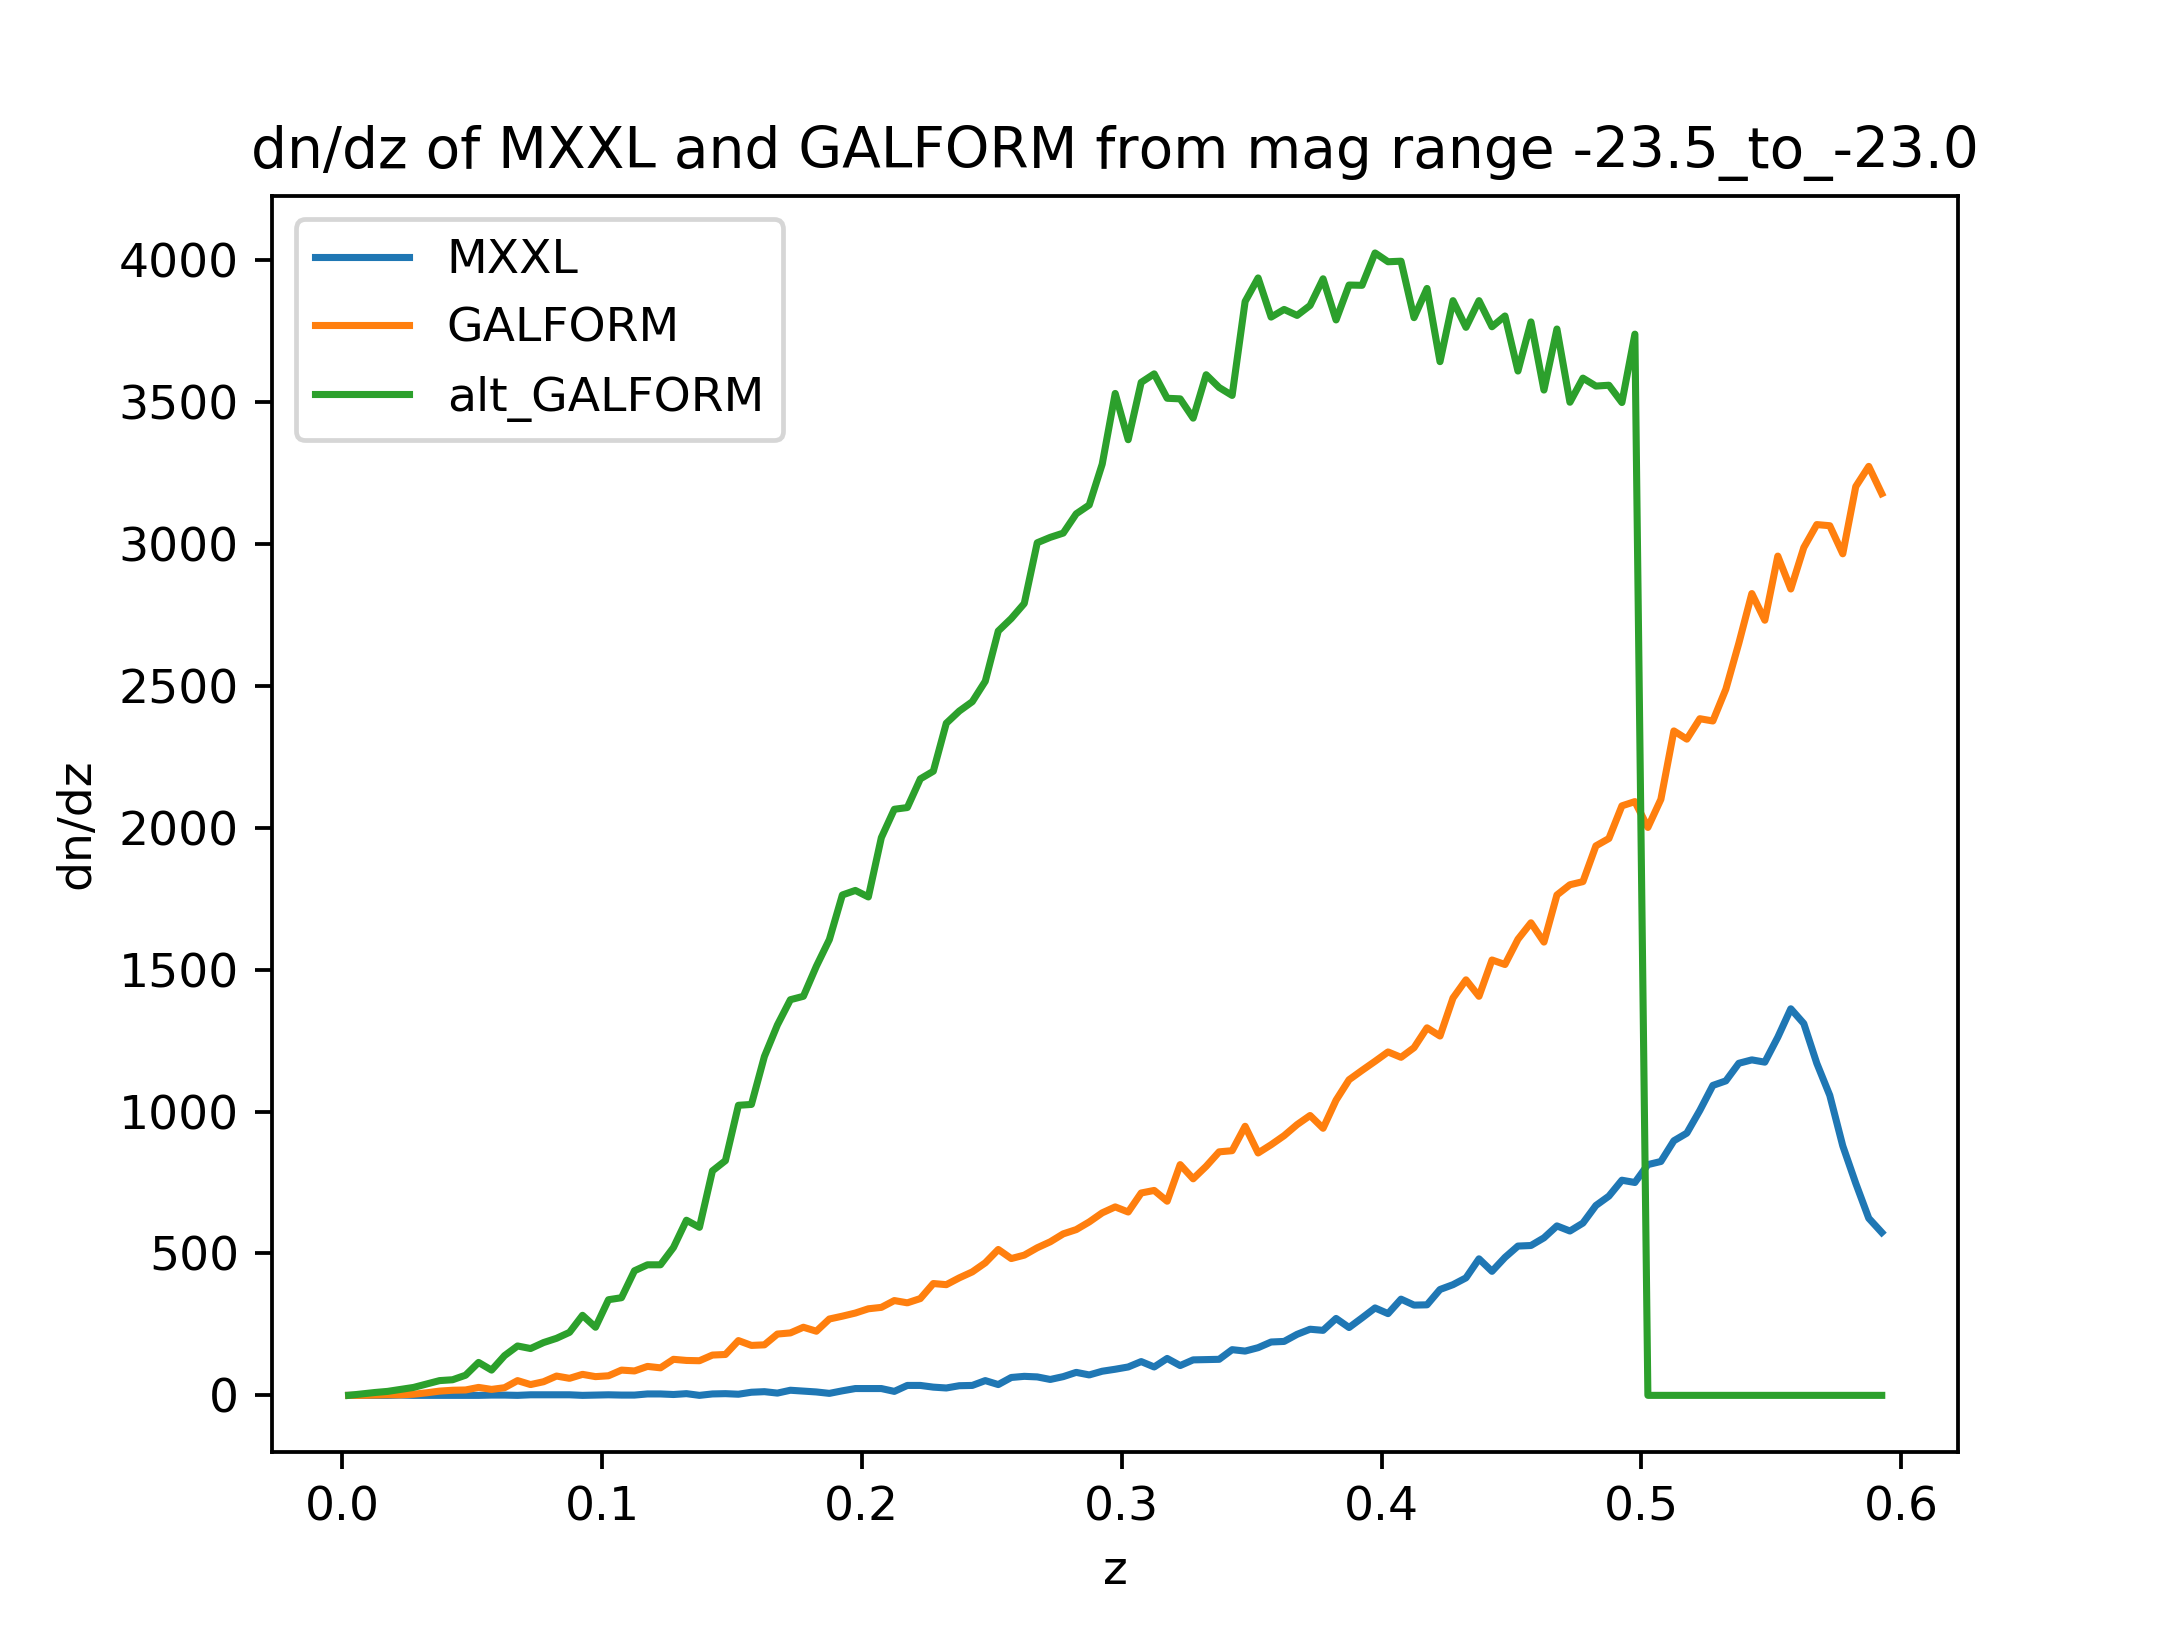 dn/dz of MXXL and GALFORM from mag range -23.5_to_-23.0
MXXL
GALFORM
alt_GALFORM
4000
3500
3000
2500
2000
1500
1000
500
0
dn/dz
0.0 0.1 0.2 0.3 0.4 0.5 0.6
z